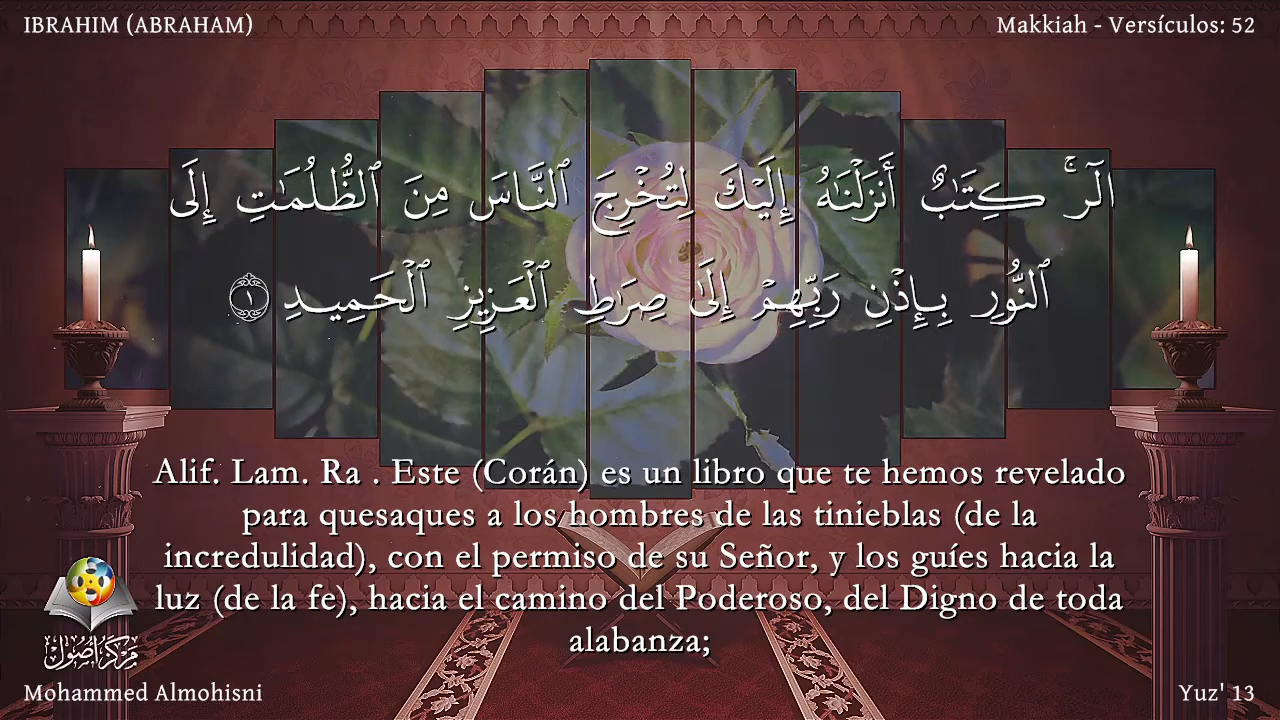 IBRAHIM (ABRAHAM)
Makkiah - Versículos: 52
الٓرۚ كِتَٰبٌ أَنزَلْنَٰهُ إِلَيْكَ لِتُخْرِجَ ٱلنَّاسَ مِنَ ٱلظُّلُمَٰتِ إِلَى
ٱلنُّورِ بِإِذْنِ رَبِّهِمْ إِلَىٰ صِرَٰطِ ٱلْعَزِيزِ ٱلْحَمِيدِ ١
Alif. Lam. Ra . Este (Corán) es un libro que te hemos revelado
para quesaques a los hombres de las tinieblas (de la
incredulidad), con el permiso de su Señor, y los guíes hacia la
luz (de la fe), hacia el camino del Poderoso, del Digno de toda
alabanza;
مركز أصول
Mohammed Almohisni
Yuz' 13